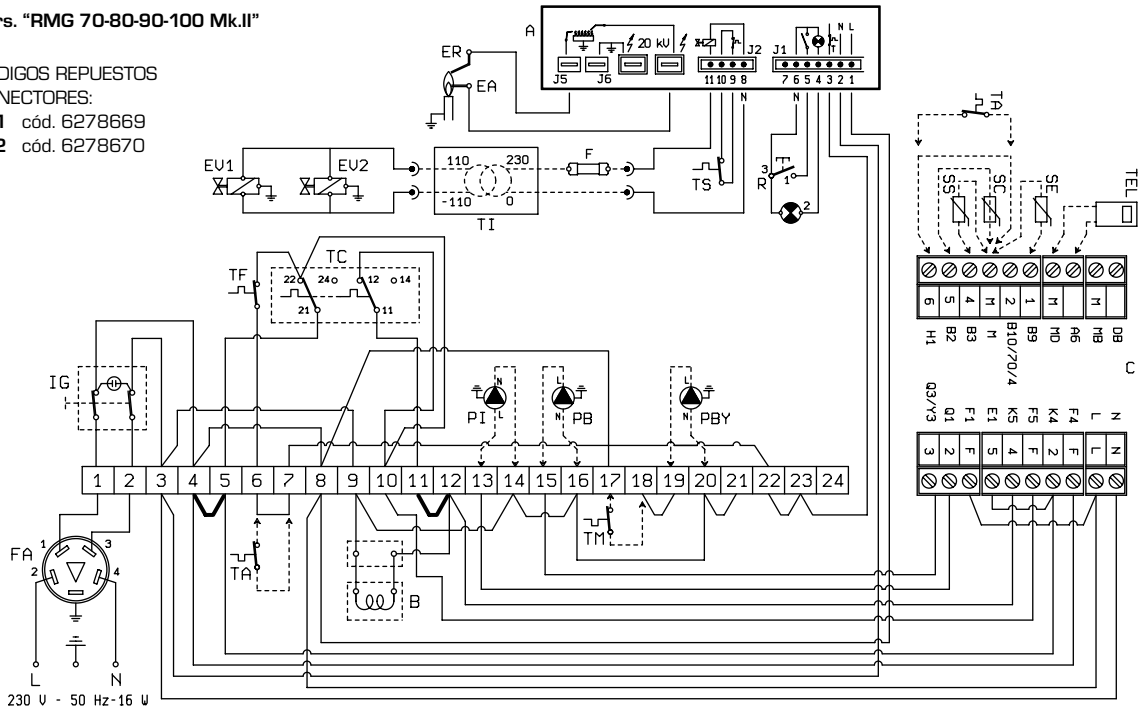 rs. “RMG 70-80-90-100 Mk.II”
DIGOS REPUESTOS
NECTORES:
1 cód. 6278669
2 cód. 6278670
A
ER
EA
20 kV
J5
J6
J2
11 10 9 8
N
J1
N L
T
7 6 5 4 3 2 1
N
EV1
EV2
110
230
-110
0
TI
F
TS
3
R
1
2
TA
SS
SC
SE
TEL
6 5 4 M 2 1 M M
H1 B2 B3 M B10/70/4 B9 MD A6 MB DB
C
Q3/Y3 Q1 F1 E1 K5 F5 K4 F4 L N
3 2 F 5 4 F 2 F L N
TF
TC
22 24 12 14
21 11
IG
N
L
PI
L
N
PB
L
N
PBY
1 2 3 4 5 6 7 8 9 10 11 12 13 14 15 16 17 18 19 20 21 22 23 24
FA
1 3
2 4
TA
B
TM
L N
230 V - 50 Hz-16 W